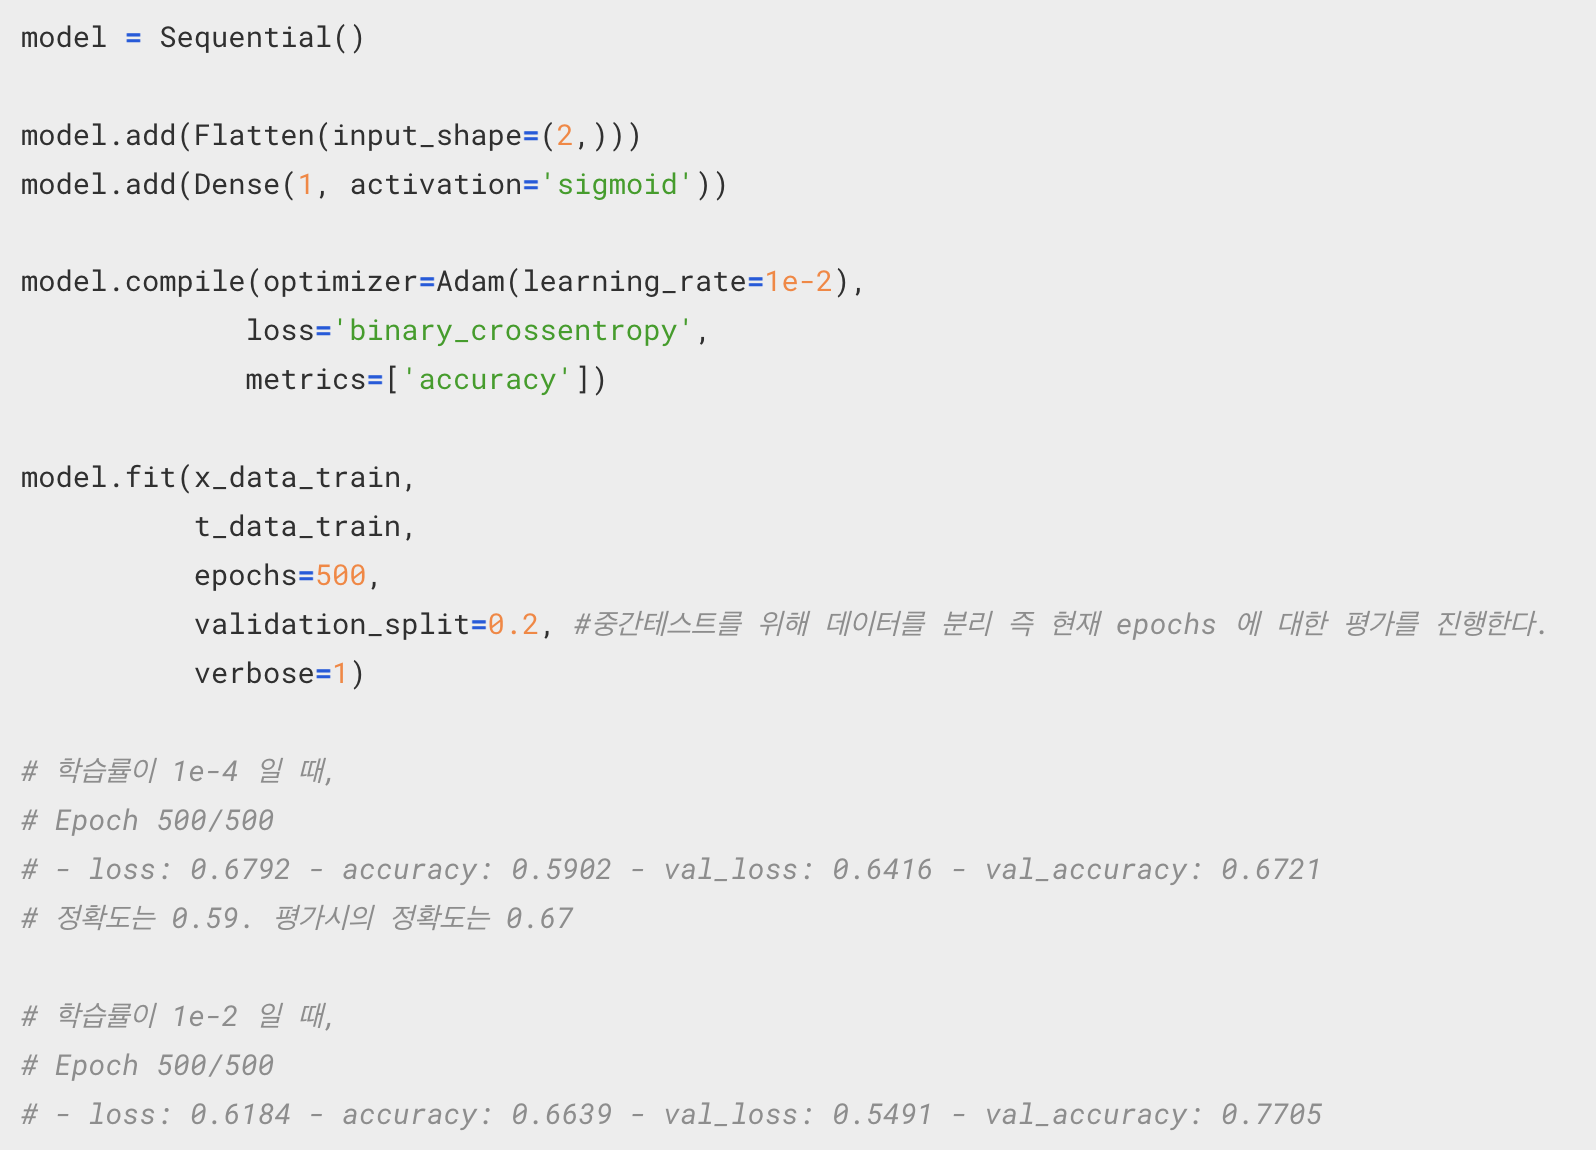 model = Sequential()
model.add(Flatten(input_shape=(2,)))
model.add(Dense(1, activation='sigmoid'))
model.compile(optimizer=Adam(learning_rate=1e-2),
loss='binary_crossentropy',
metrics=['accuracy'])
model.fit(x_data_train,
t_data_train,
epochs=500,
validation_split=0.2, #중간테스트를 위해 데이터를 분리 즉 현재 epochs 에 대한 평가를 진행한다.
verbose=1)
# 학습률이 1e-4 일 때,
# Epoch 500/500
# - loss: 0.6792 - accuracy: 0.5902 - val_loss: 0.6416 - val_accuracy: 0.6721
# 정확도는 0.59. 평가시의 정확도는 0.67
# 학습률이 1e-2 일 때,
# Epoch 500/500
# - loss: 0.6184 - accuracy: 0.6639 - val_loss: 0.5491 - val_accuracy: 0.7705